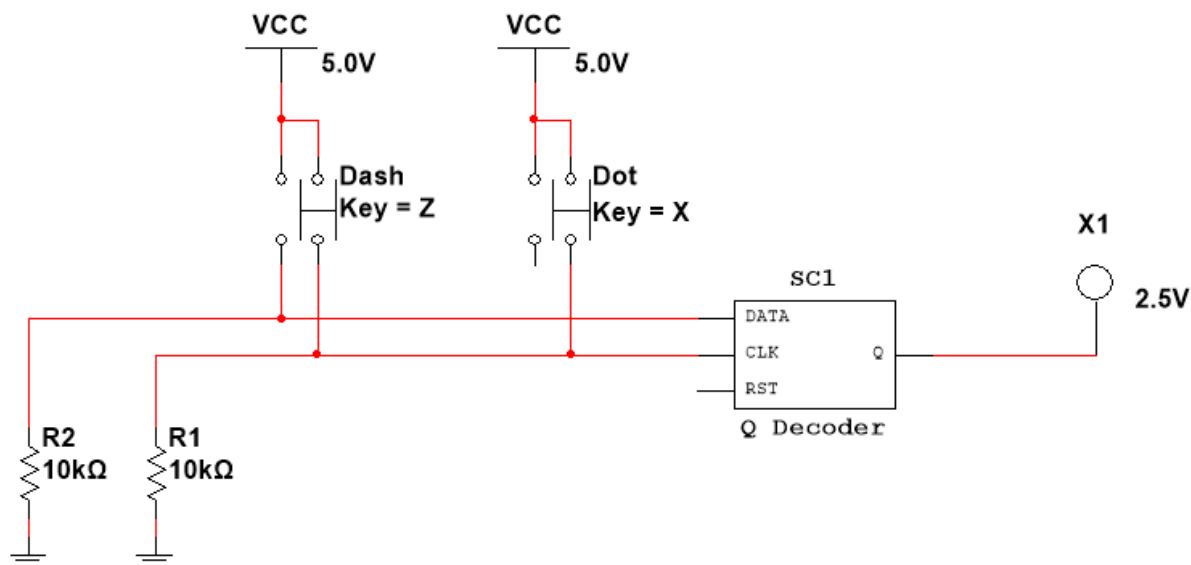 VCC
5.0V
VCC
5.0V
Dash
Key = Z
Dot
Key = X
X1
2.5V
SC1
DATA
CLK
Q
RST
Q Decoder
R2
10kΩ
R1
10kΩ